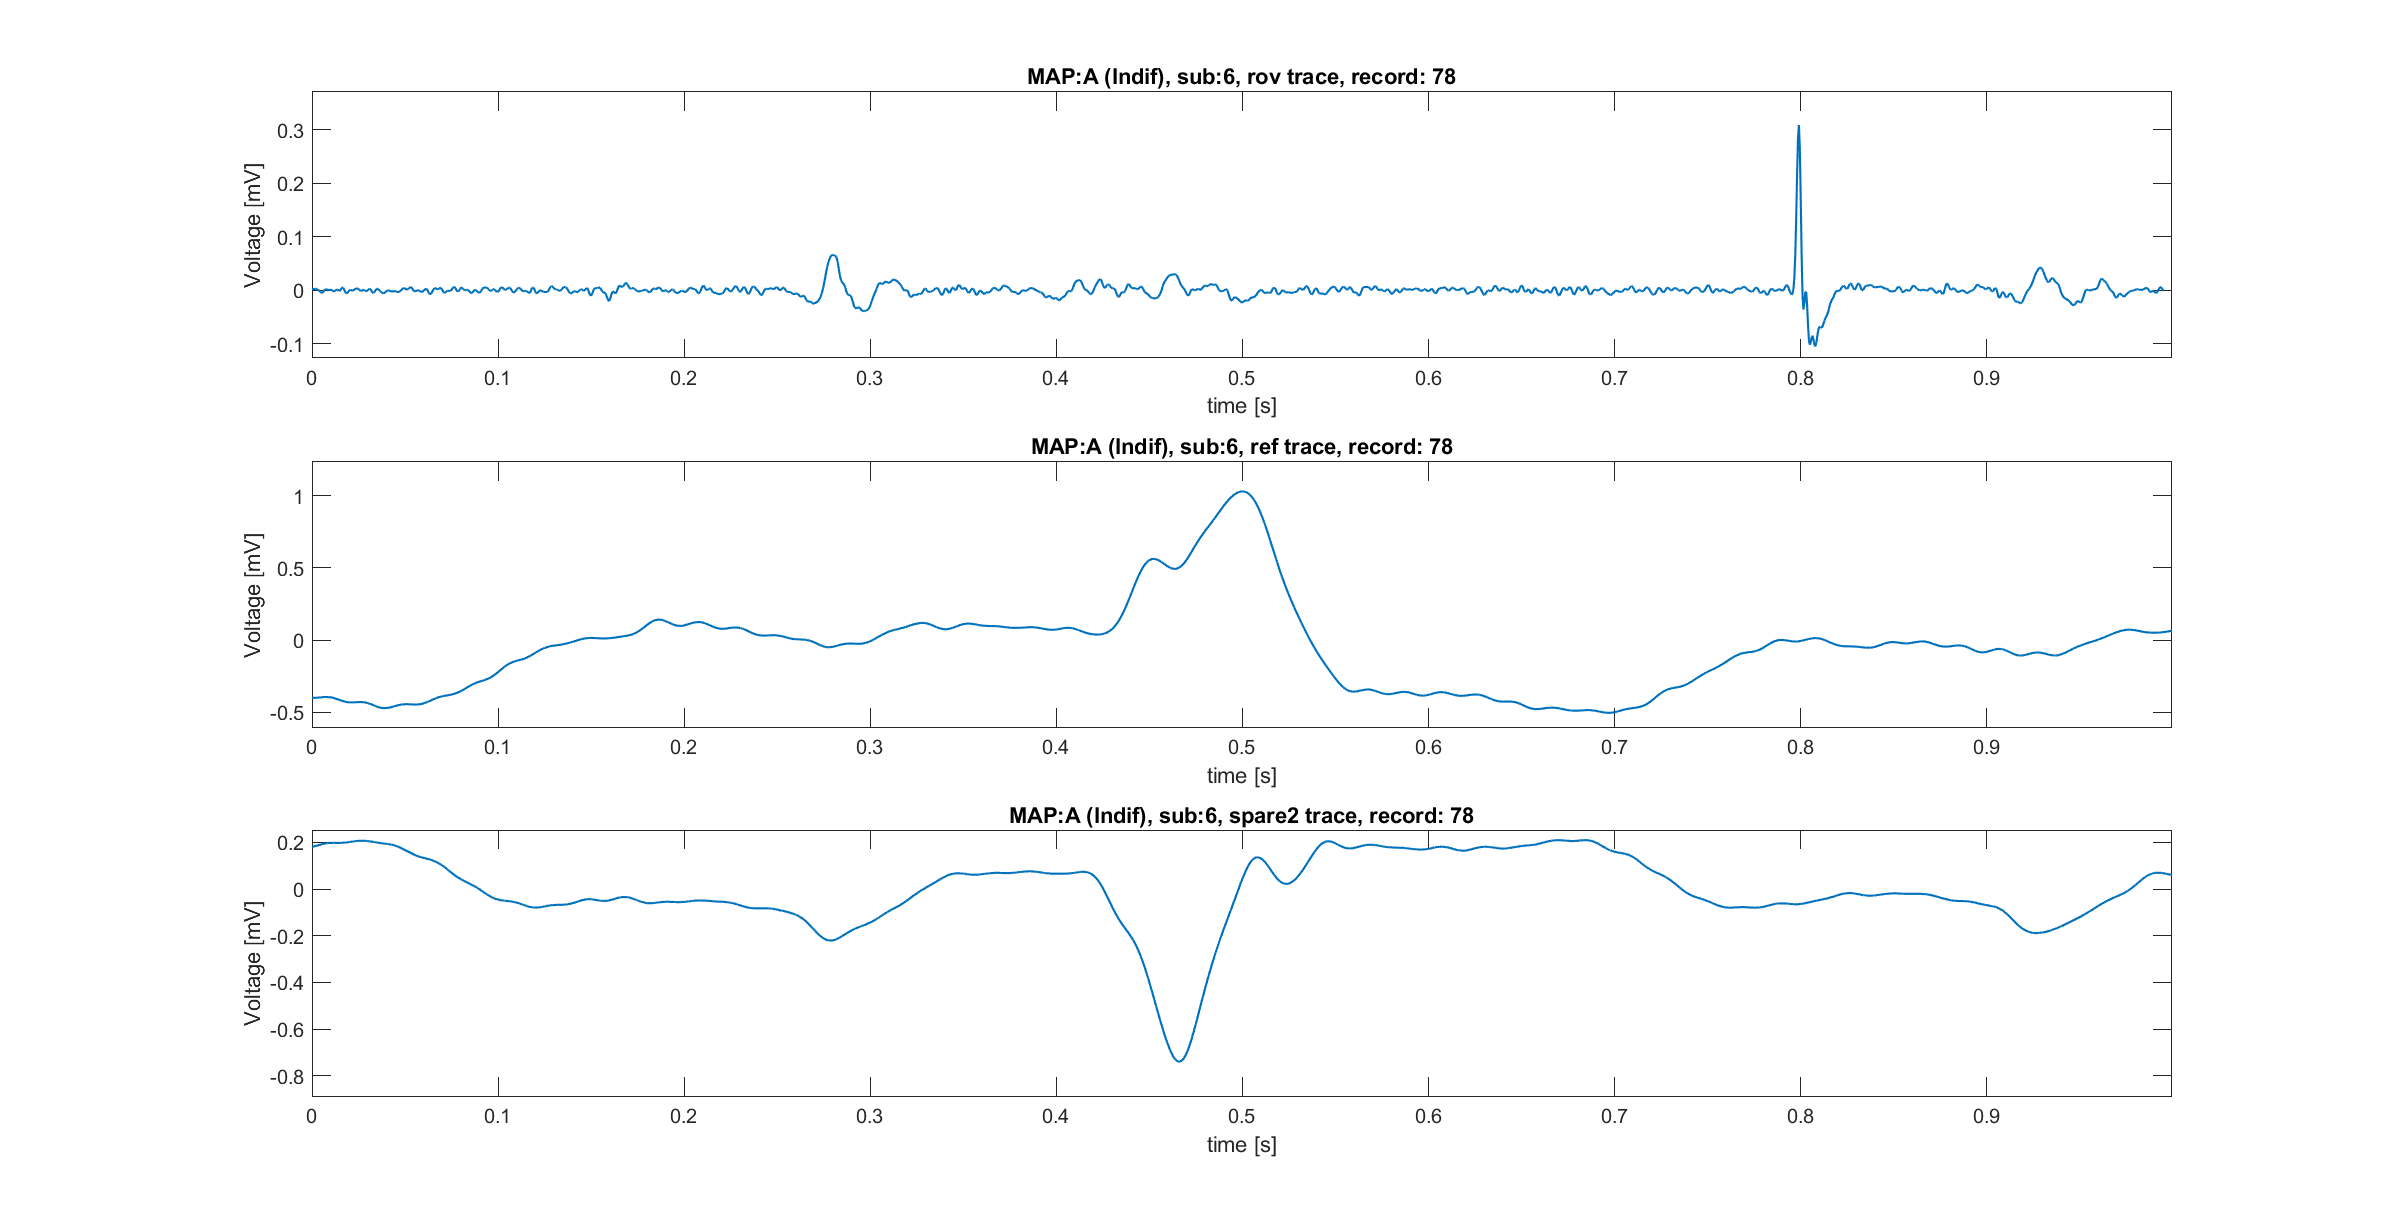 MAP:A (Indif), sub:6, rov trace, record: 78
Voltage [mV]
0.3
0.2
0.1
0
-0.1
0 0.1 0.2 0.3 0.4 0.5 0.6 0.7 0.8 0.9
time [s]
MAP:A (Indif), sub:6, ref trace, record: 78
Voltage [mV]
1
0.5
0
-0.5
0 0.1 0.2 0.3 0.4 0.5 0.6 0.7 0.8 0.9
time [s]
MAP:A (Indif), sub:6, spare2 trace, record: 78
Voltage [mV]
0.2
0
-0.2
-0.4
-0.6
-0.8
0 0.1 0.2 0.3 0.4 0.5 0.6 0.7 0.8 0.9
time [s]